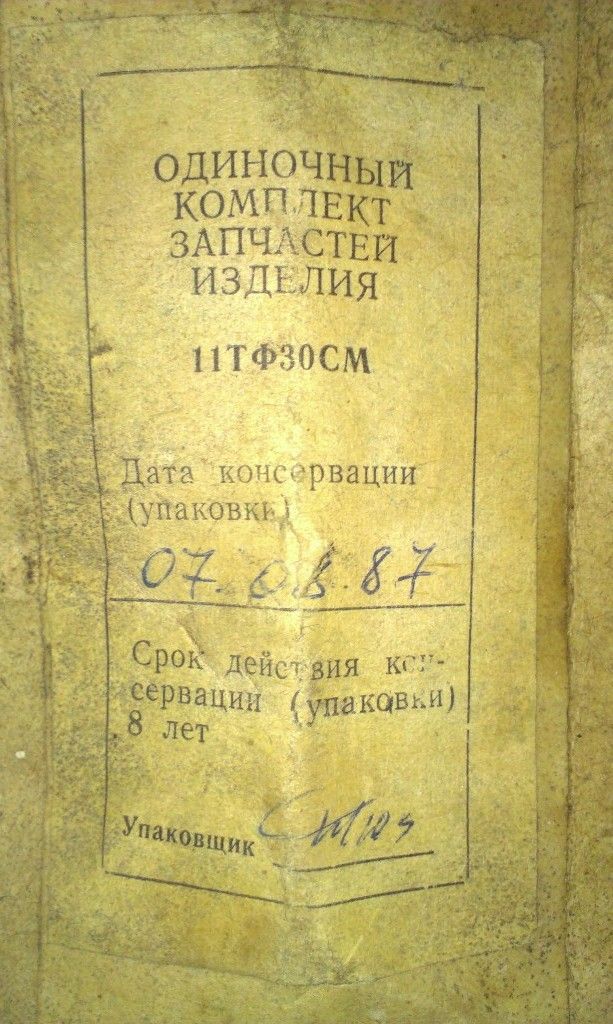 ОДИНОЧНЫЙ
КОМПЛЕКТ
ЗАПЧАСТЕЙ
ИЗДЕЛИЯ
11ТФ30СМ
Дата консервации
(упаковки)
07.08.87
Срок действия кон-
сервации (упаковки)
8 лет
Упаковщик